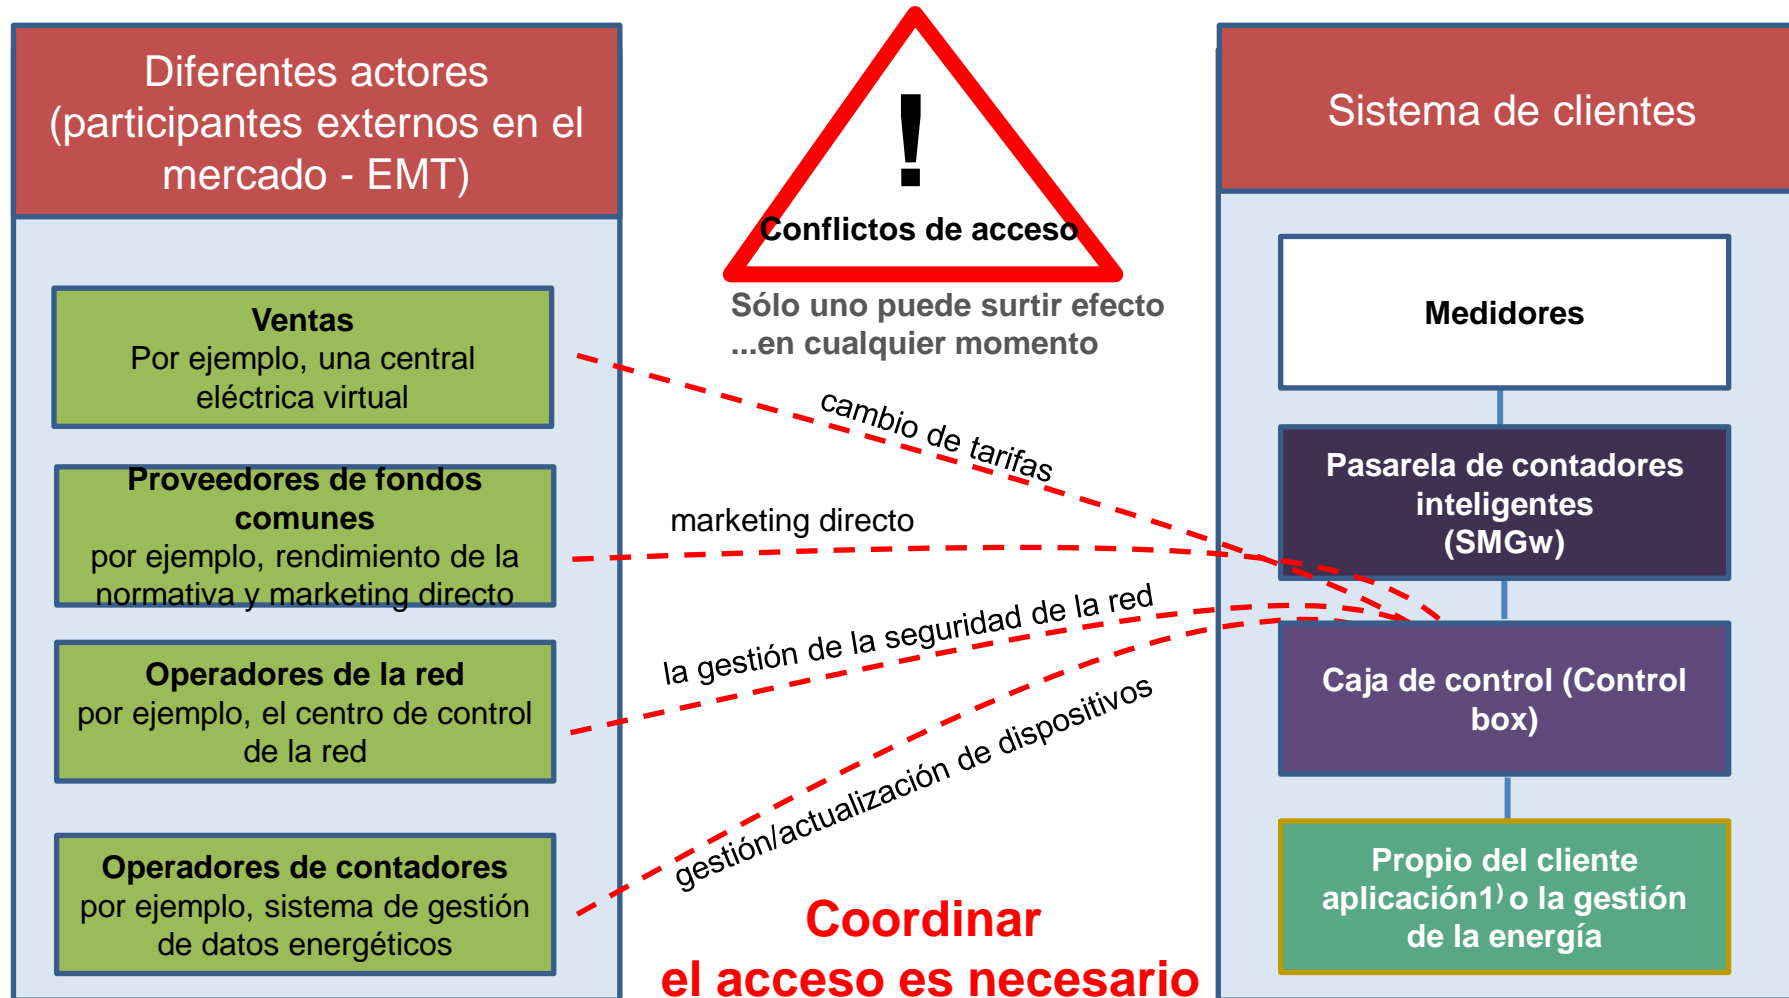 Diferentes actores
(participantes externos en el
mercado - EMT)
Ventas
Por ejemplo, una central
eléctrica virtual
Proveedores de fondos
comunes
por ejemplo, rendimiento de la
normativa y marketing directo
Operadores de la red
por ejemplo, el centro de control
de la red
Operadores de contadores
por ejemplo, sistema de gestión
de datos energéticos
!
Conflictos de acceso
Sólo uno puede surtir efecto
...en cualquier momento
cambio de tarifas
marketing directo
la gestión de la seguridad de la red
gestión/actualización de dispositivos
Coordinar
el acceso es necesario
Sistema de clientes
Medidores
Pasarela de contadores
inteligentes
(SMGw)
Caja de control (Control
box)
Propio del cliente
aplicación1) o la gestión
de la energía